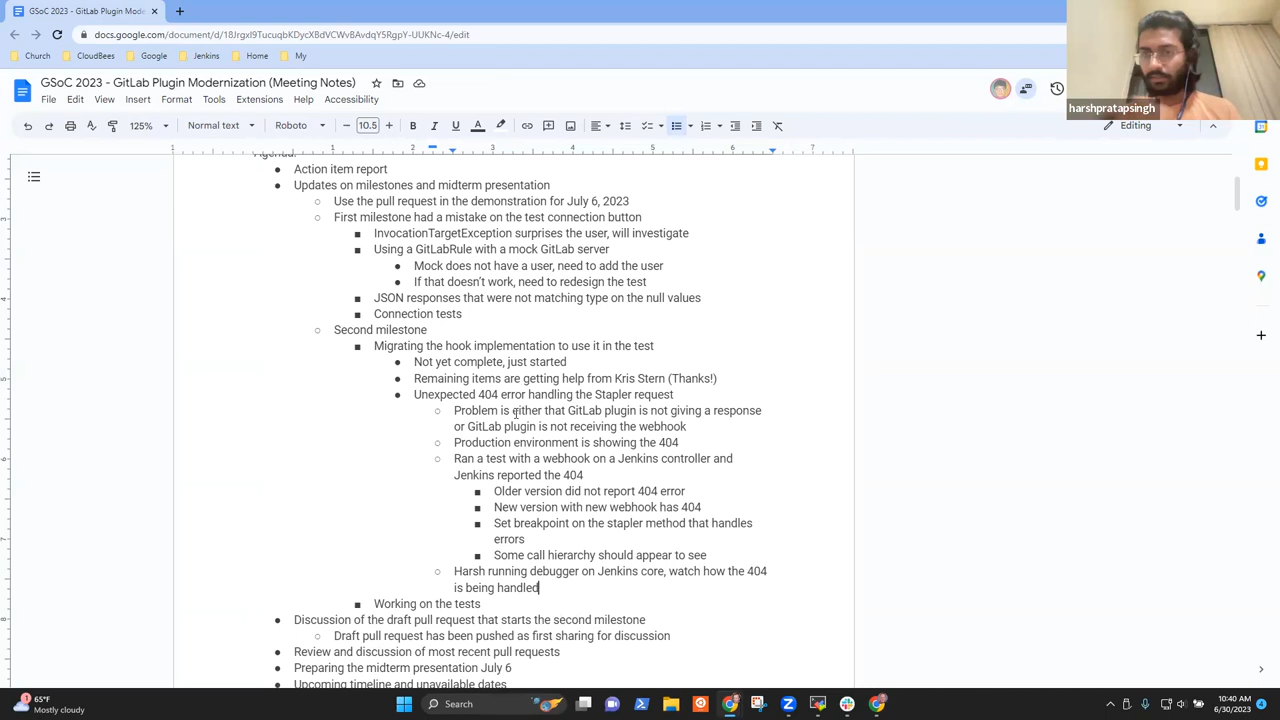 GSoC 2023 - GitLab Plugin Mode
docs.google.com/document/d/18Jrgxl9TucuqbKDycXBdVCWvBAvdqY5RgpY-UUKNc-4/edit
Church CloudBees Google Jenkins Home My
GSoC 2023 - GitLab Plugin Modernization (Meeting Notes)
File Edit View Insert Format Tools Extensions Help Accessibility
harshpratapsingh
125% Normal text Roboto 10.5 Editing
1 1 2 3 4 5 6 7
Agenda:
Action item report
Updates on milestones and midterm presentation
Use the pull request in the demonstration for July 6, 2023
First milestone had a mistake on the test connection button
InvocationTargetException surprises the user, will investigate
Using a GitLabRule with a mock GitLab server
Mock does not have a user, need to add the user
If that doesn't work, need to redesign the test
JSON responses that were not matching type on the null values
Connection tests
Second milestone
Migrating the hook implementation to use it in the test
Not yet complete, just started
Remaining items are getting help from Kris Stern (Thanks!)
Unexpected 404 error handling the Stapler request
Problem is either that GitLab plugin is not giving a response
or GitLab plugin is not receiving the webhook
Production environment is showing the 404
Ran a test with a webhook on a Jenkins controller and
Jenkins reported the 404
Older version did not report 404 error
New version with new webhook has 404
Set breakpoint on the stapler method that handles
errors
Some call hierarchy should appear to see
Harsh running debugger on Jenkins core, watch how the 404
is being handled
Working on the tests
Discussion of the draft pull request that starts the second milestone
Draft pull request has been pushed as first sharing for discussion
Review and discussion of most recent pull requests
Preparing the midterm presentation July 6
Upcoming timeline and unavailable dates
65°F
Mostly cloudy
Search
10:40 AM
6/30/2023